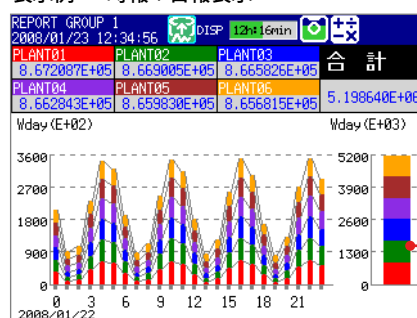 REPORT GROUP 1
2008/01/23 12:34:56 DISP 12h16min
PLANT01 PLANT02 PLANT03 合 計
8.672087E+05 8.669005E+05 8.665826E+05
PLANT04 PLANT05 PLANT06
8.662843E+05 8.659830E+05 8.656815E+05 5.198640E+06
Wday(E+02) Wday(E+03)
3600 5200
2700 3900
1800 2600
900 1300
0 0
0 3 6 9 12 15 18 21
2008/01/22